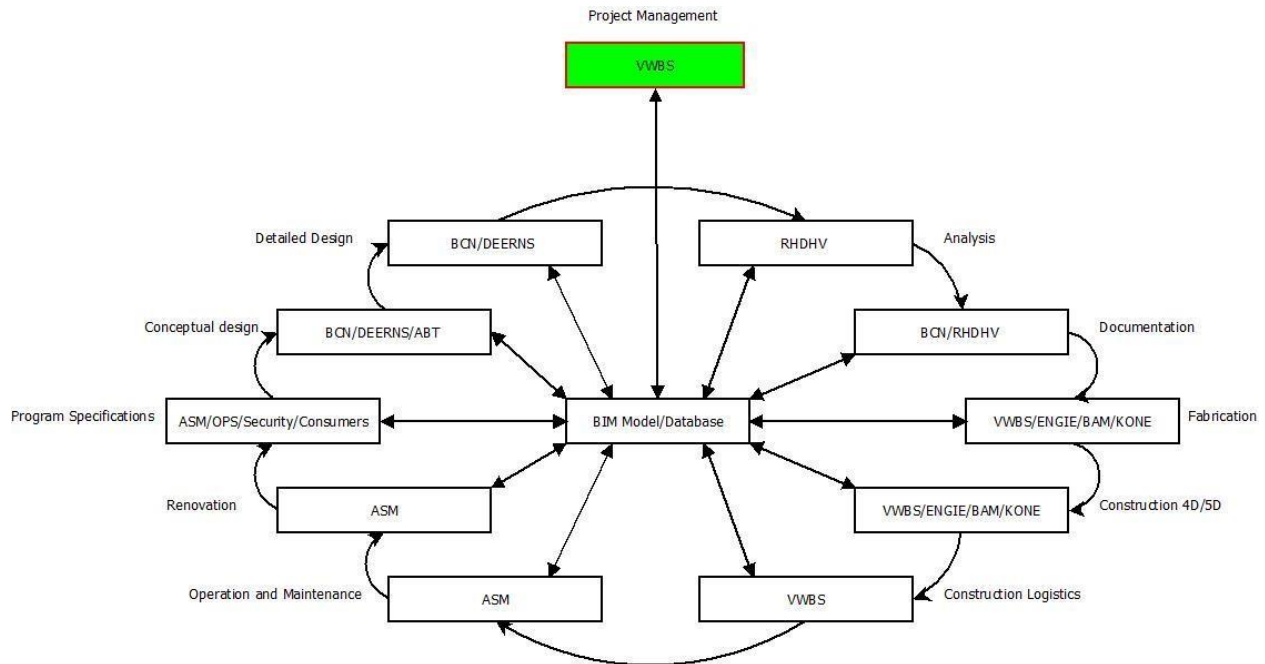 Project Management
VWBS
Detailed Design
BCN/DEERNS
RHDHV
Analysis
Conceptual design
BCN/DEERNS/ABT
BCN/RHDHV
Documentation
Program Specifications
ASM/OPS/Security/Consumers
BIM Model/Database
VWBS/ENGIE/BAM/KONE
Fabrication
Renovation
ASM
VWBS/ENGIE/BAM/KONE
Construction 4D/5D
Operation and Maintenance
ASM
VWBS
Construction Logistics